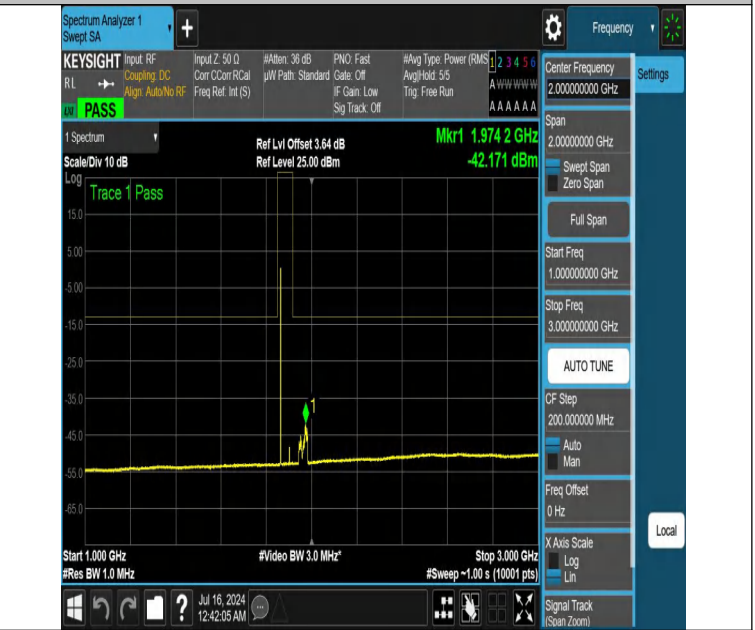 Spectrum Analyzer 1
Swept SA
+
Frequency
KEYSIGHT
RL
PASS
Input: RF
Coupling: DC
Align: Auto/No RF
Input Z: 50 Ω
Corr CCorr RCal
Freq Ref: Int (S)
#Atten: 36 dB
µW Path: Standard
PNO: Fast
Gate: Off
IF Gain: Low
Sig Track: Off
#Avg Type: Power (RMS
Avg|Hold: 5/5
Trig: Free Run
1 2 3 4 5 6
A W W W W W
A A A A A A
1 Spectrum
Scale/Div 10 dB
Ref Lvl Offset 3.64 dB
Ref Level 25.00 dBm
Mkr1 1.974 2 GHz
-42.171 dBm
Log
Trace 1 Pass
15.0
5.00
-5.00
-15.0
-25.0
-35.0
-45.0
-55.0
-65.0
1
Start 1.000 GHz
#Res BW 1.0 MHz
#Video BW 3.0 MHz*
Stop 3.000 GHz
#Sweep ~1.00 s (10001 pts)
?
Jul 16, 2024
12:42:05 AM
Center Frequency
2.000000000 GHz
Settings
Span
2.00000000 GHz
Swept Span
Zero Span
Full Span
Start Freq
1.000000000 GHz
Stop Freq
3.000000000 GHz
AUTO TUNE
CF Step
200.000000 MHz
Auto
Man
Freq Offset
0 Hz
X Axis Scale
Log
Lin
Local
Signal Track
(Span Zoom)